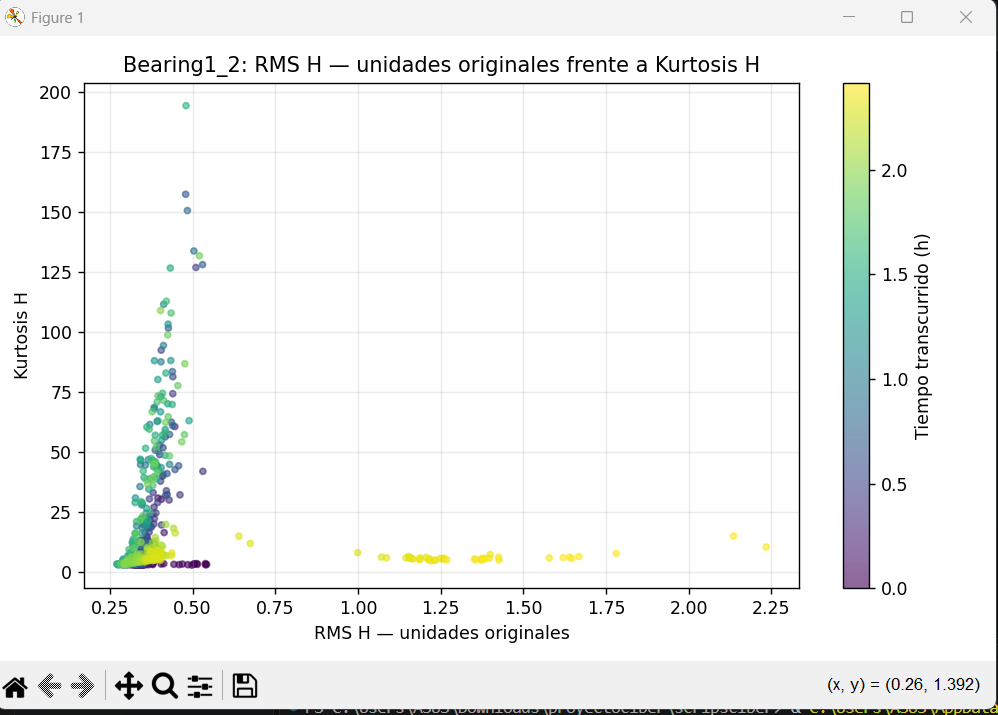 Figure 1
Bearing1_2: RMS H — unidades originales frente a Kurtosis H
200
175
150
125
100
75
50
25
0
Kurtosis H
0.25 0.50 0.75 1.00 1.25 1.50 1.75 2.00 2.25
RMS H — unidades originales
2.0
1.5
1.0
0.5
0.0
Tiempo transcurrido (h)
(x, y) = (0.26, 1.392)